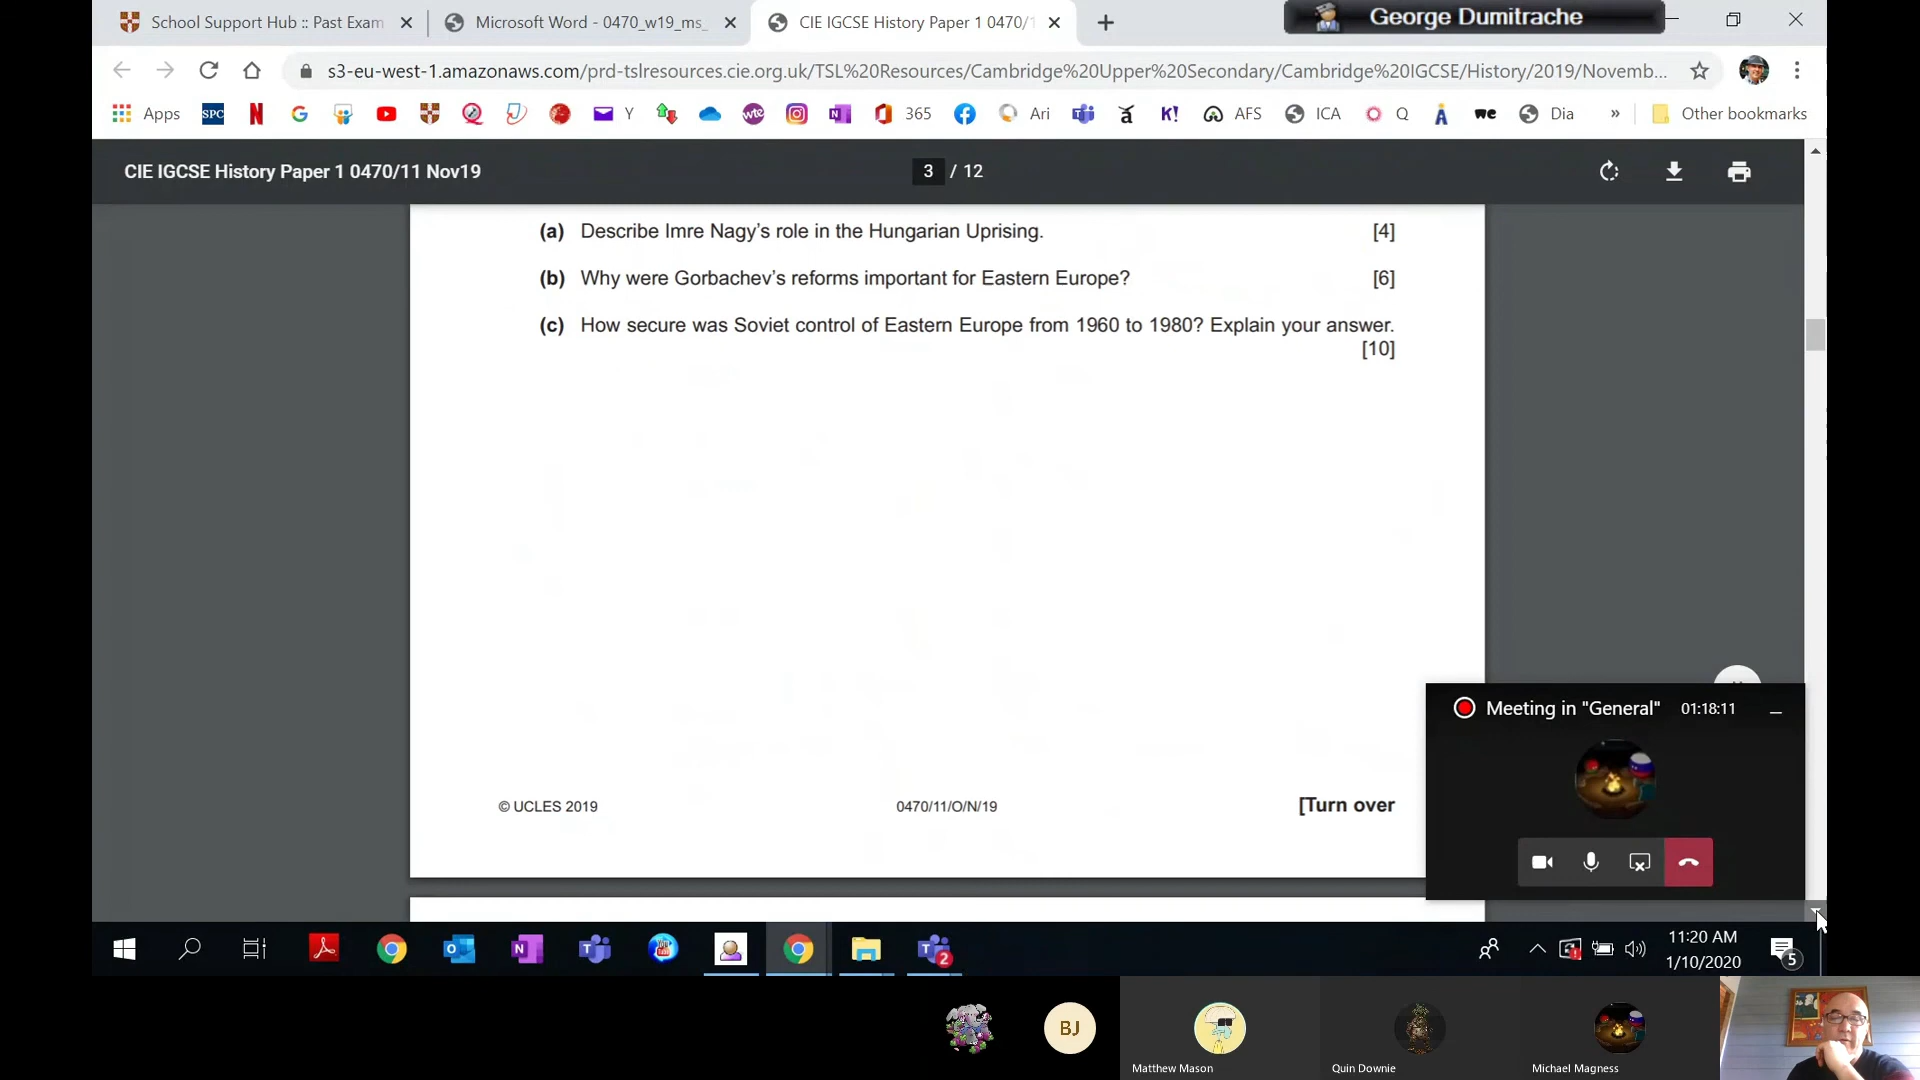 School Support Hub :: Past Exam
Microsoft Word - 0470_w19_ms_
CIE IGCSE History Paper 1 0470/1
George Dumitrache
s3-eu-west-1.amazonaws.com/prd-tslresources.cie.org.uk/TSL%20Resources/Cambridge%20Upper%20Secondary/Cambridge%20IGCSE/History/2019/Novemb...
Apps SPC N G Y wte 365 Ari á K! AFS ICA Q we Dia » Other bookmarks
CIE IGCSE History Paper 1 0470/11 Nov19
3 / 12
(a) Describe Imre Nagy's role in the Hungarian Uprising. [4]
(b) Why were Gorbachev's reforms important for Eastern Europe? [6]
(c) How secure was Soviet control of Eastern Europe from 1960 to 1980? Explain your answer.
[10]
Meeting in "General" 01:18:11
© UCLES 2019
0470/11/O/N/19
[Turn over
2
11:20 AM
1/10/2020
5
BJ
Matthew Mason
Quin Downie
Michael Magness